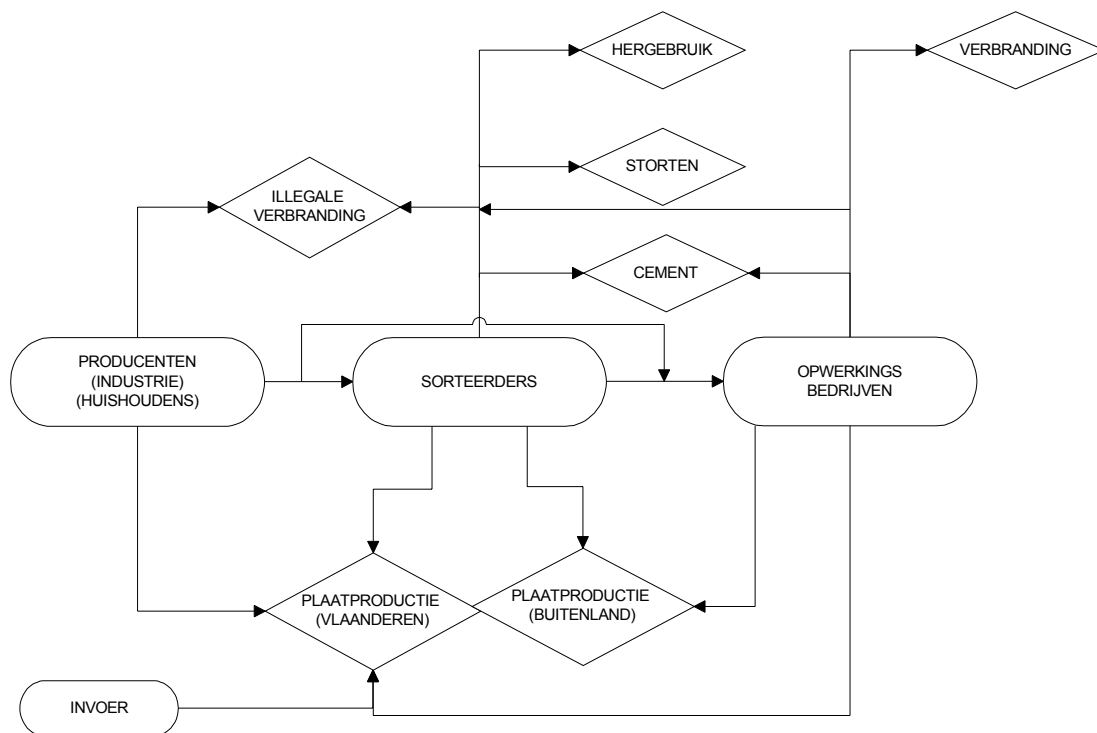 HERGEBRUIK
VERBRANDING
STORTEN
ILLEGALE
VERBRANDING
CEMENT
PRODUCENTEN
(INDUSTRIE)
(HUISHOUDENS)
SORTEERDERS
OPWERKINGS
BEDRIJVEN
PLAATPRODUCTIE
(VLAANDEREN)
PLAATPRODUCTIE
(BUITENLAND)
INVOER